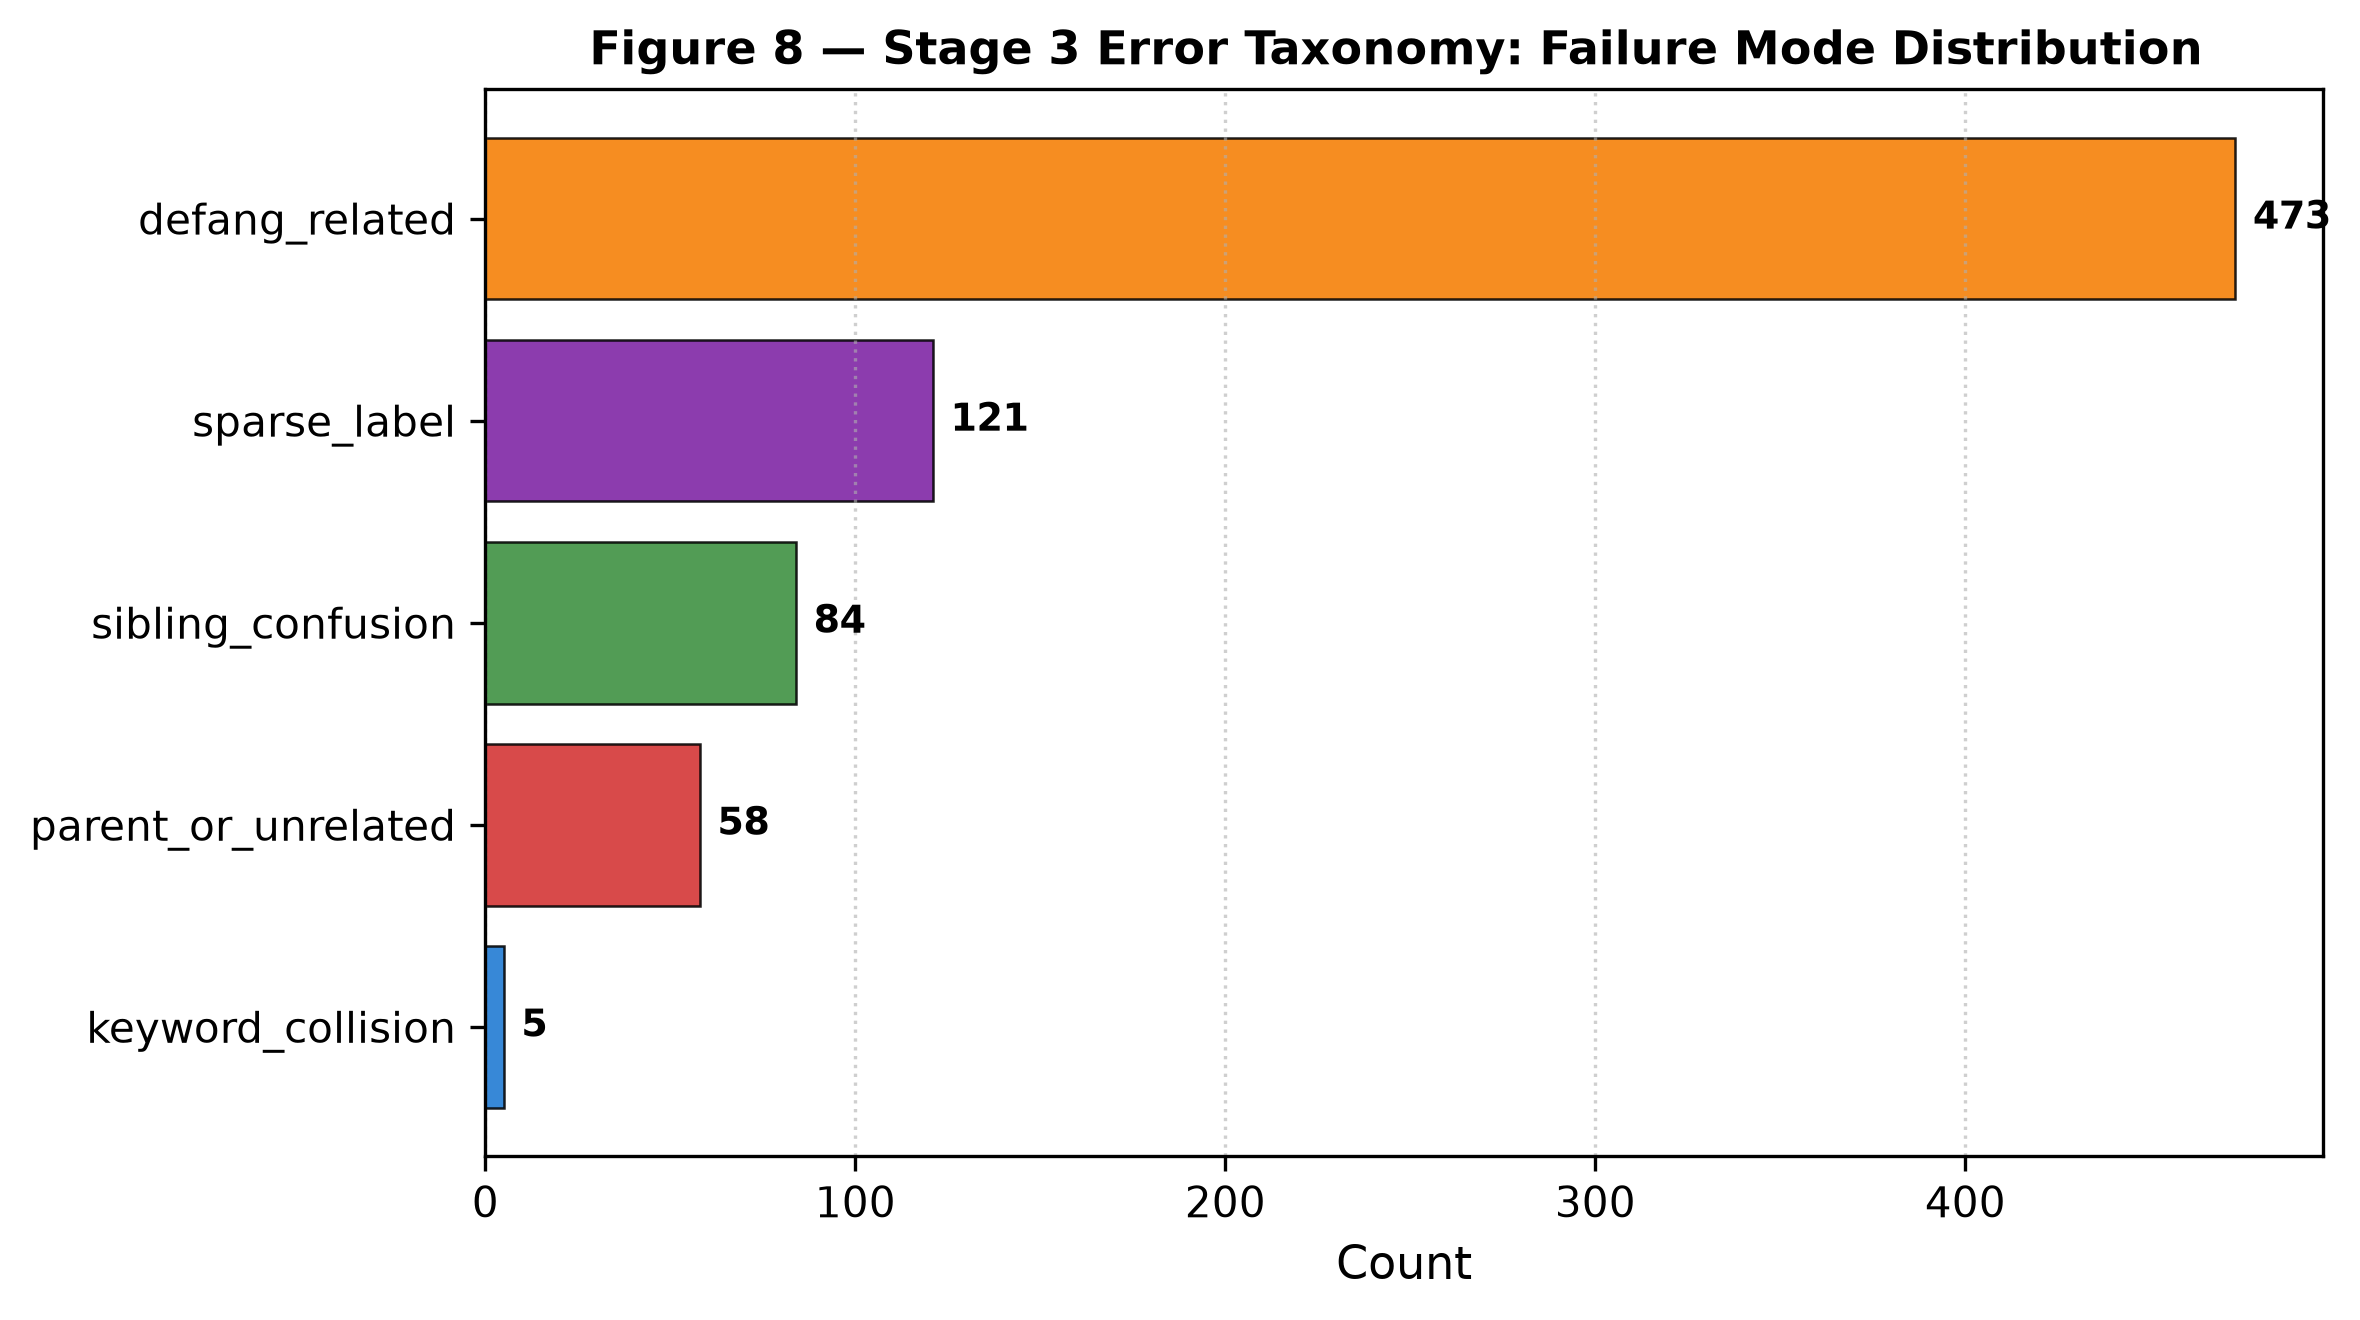 Figure 8 — Stage 3 Error Taxonomy: Failure Mode Distribution
defang_related
473
sparse_label
121
sibling_confusion
84
parent_or_unrelated
58
keyword_collision
5
0 100 200 300 400
Count